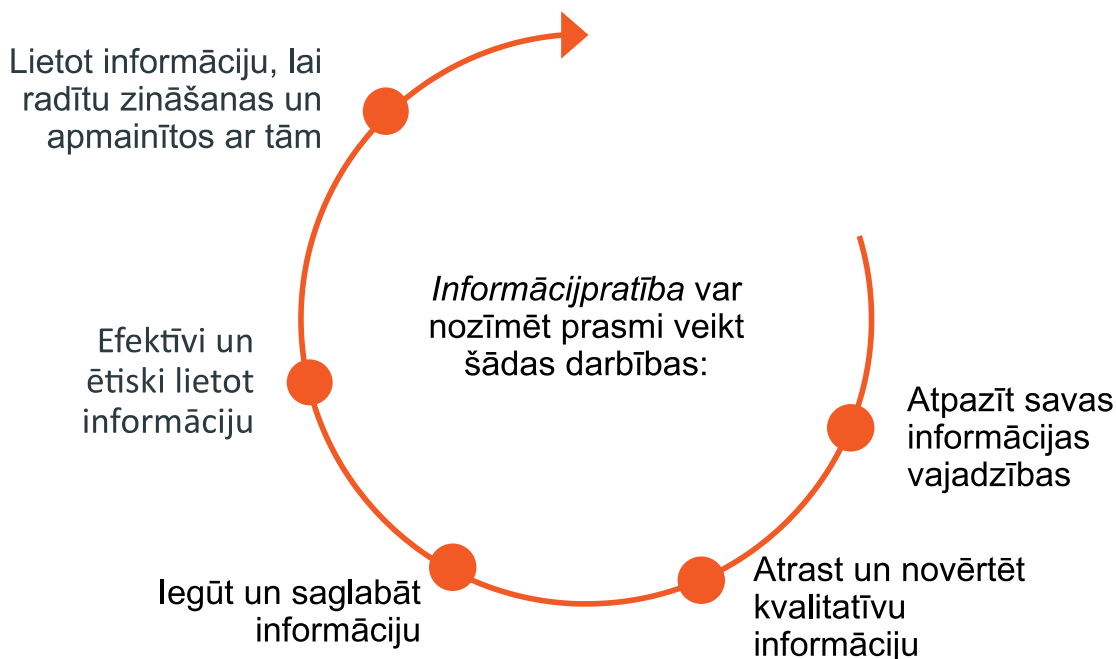 Lietot informāciju, lai
radītu zināšanas un
apmainītos ar tām
Informācijpratība var
nozīmēt prasmi veikt
šādas darbības:
Efektīvi un
ētiski lietot
informāciju
Atpazīt savas
informācijas
vajadzības
Iegūt un saglabāt
informāciju
Atrast un novērtēt
kvalitatīvu
informāciju